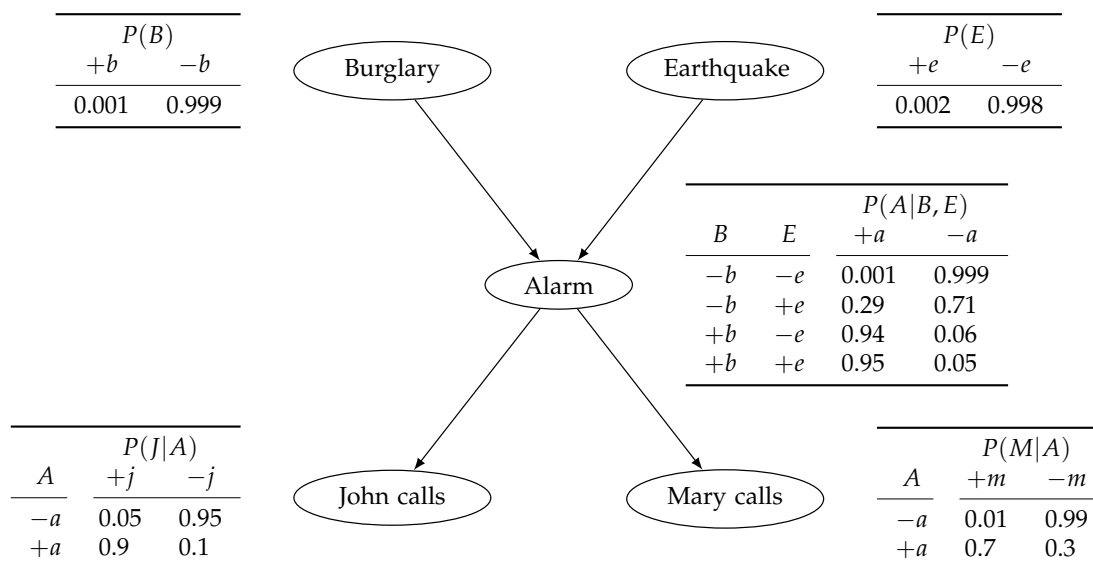 P(B)
+b −b
0.001 0.999
Burglary
Earthquake
P(E)
+e −e
0.002 0.998
P(A|B, E)
B E +a −a
−b −e 0.001 0.999
−b +e 0.29 0.71
+b −e 0.94 0.06
+b +e 0.95 0.05
Alarm
P(J|A)
A +j −j
−a 0.05 0.95
+a 0.9 0.1
John calls
Mary calls
P(M|A)
A +m −m
−a 0.01 0.99
+a 0.7 0.3